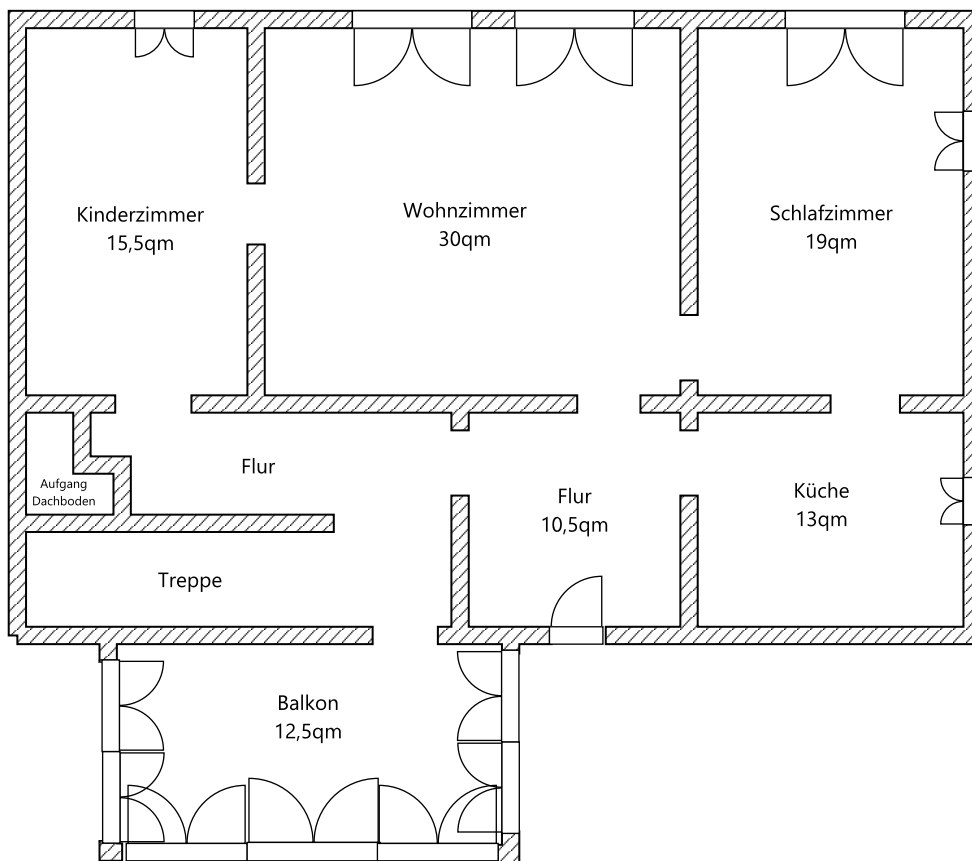 Kinderzimmer
15,5qm
Wohnzimmer
30qm
Schlafzimmer
19qm
Flur
Aufgang
Dachboden
Flur
10,5qm
Küche
13qm
Treppe
Balkon
12,5qm